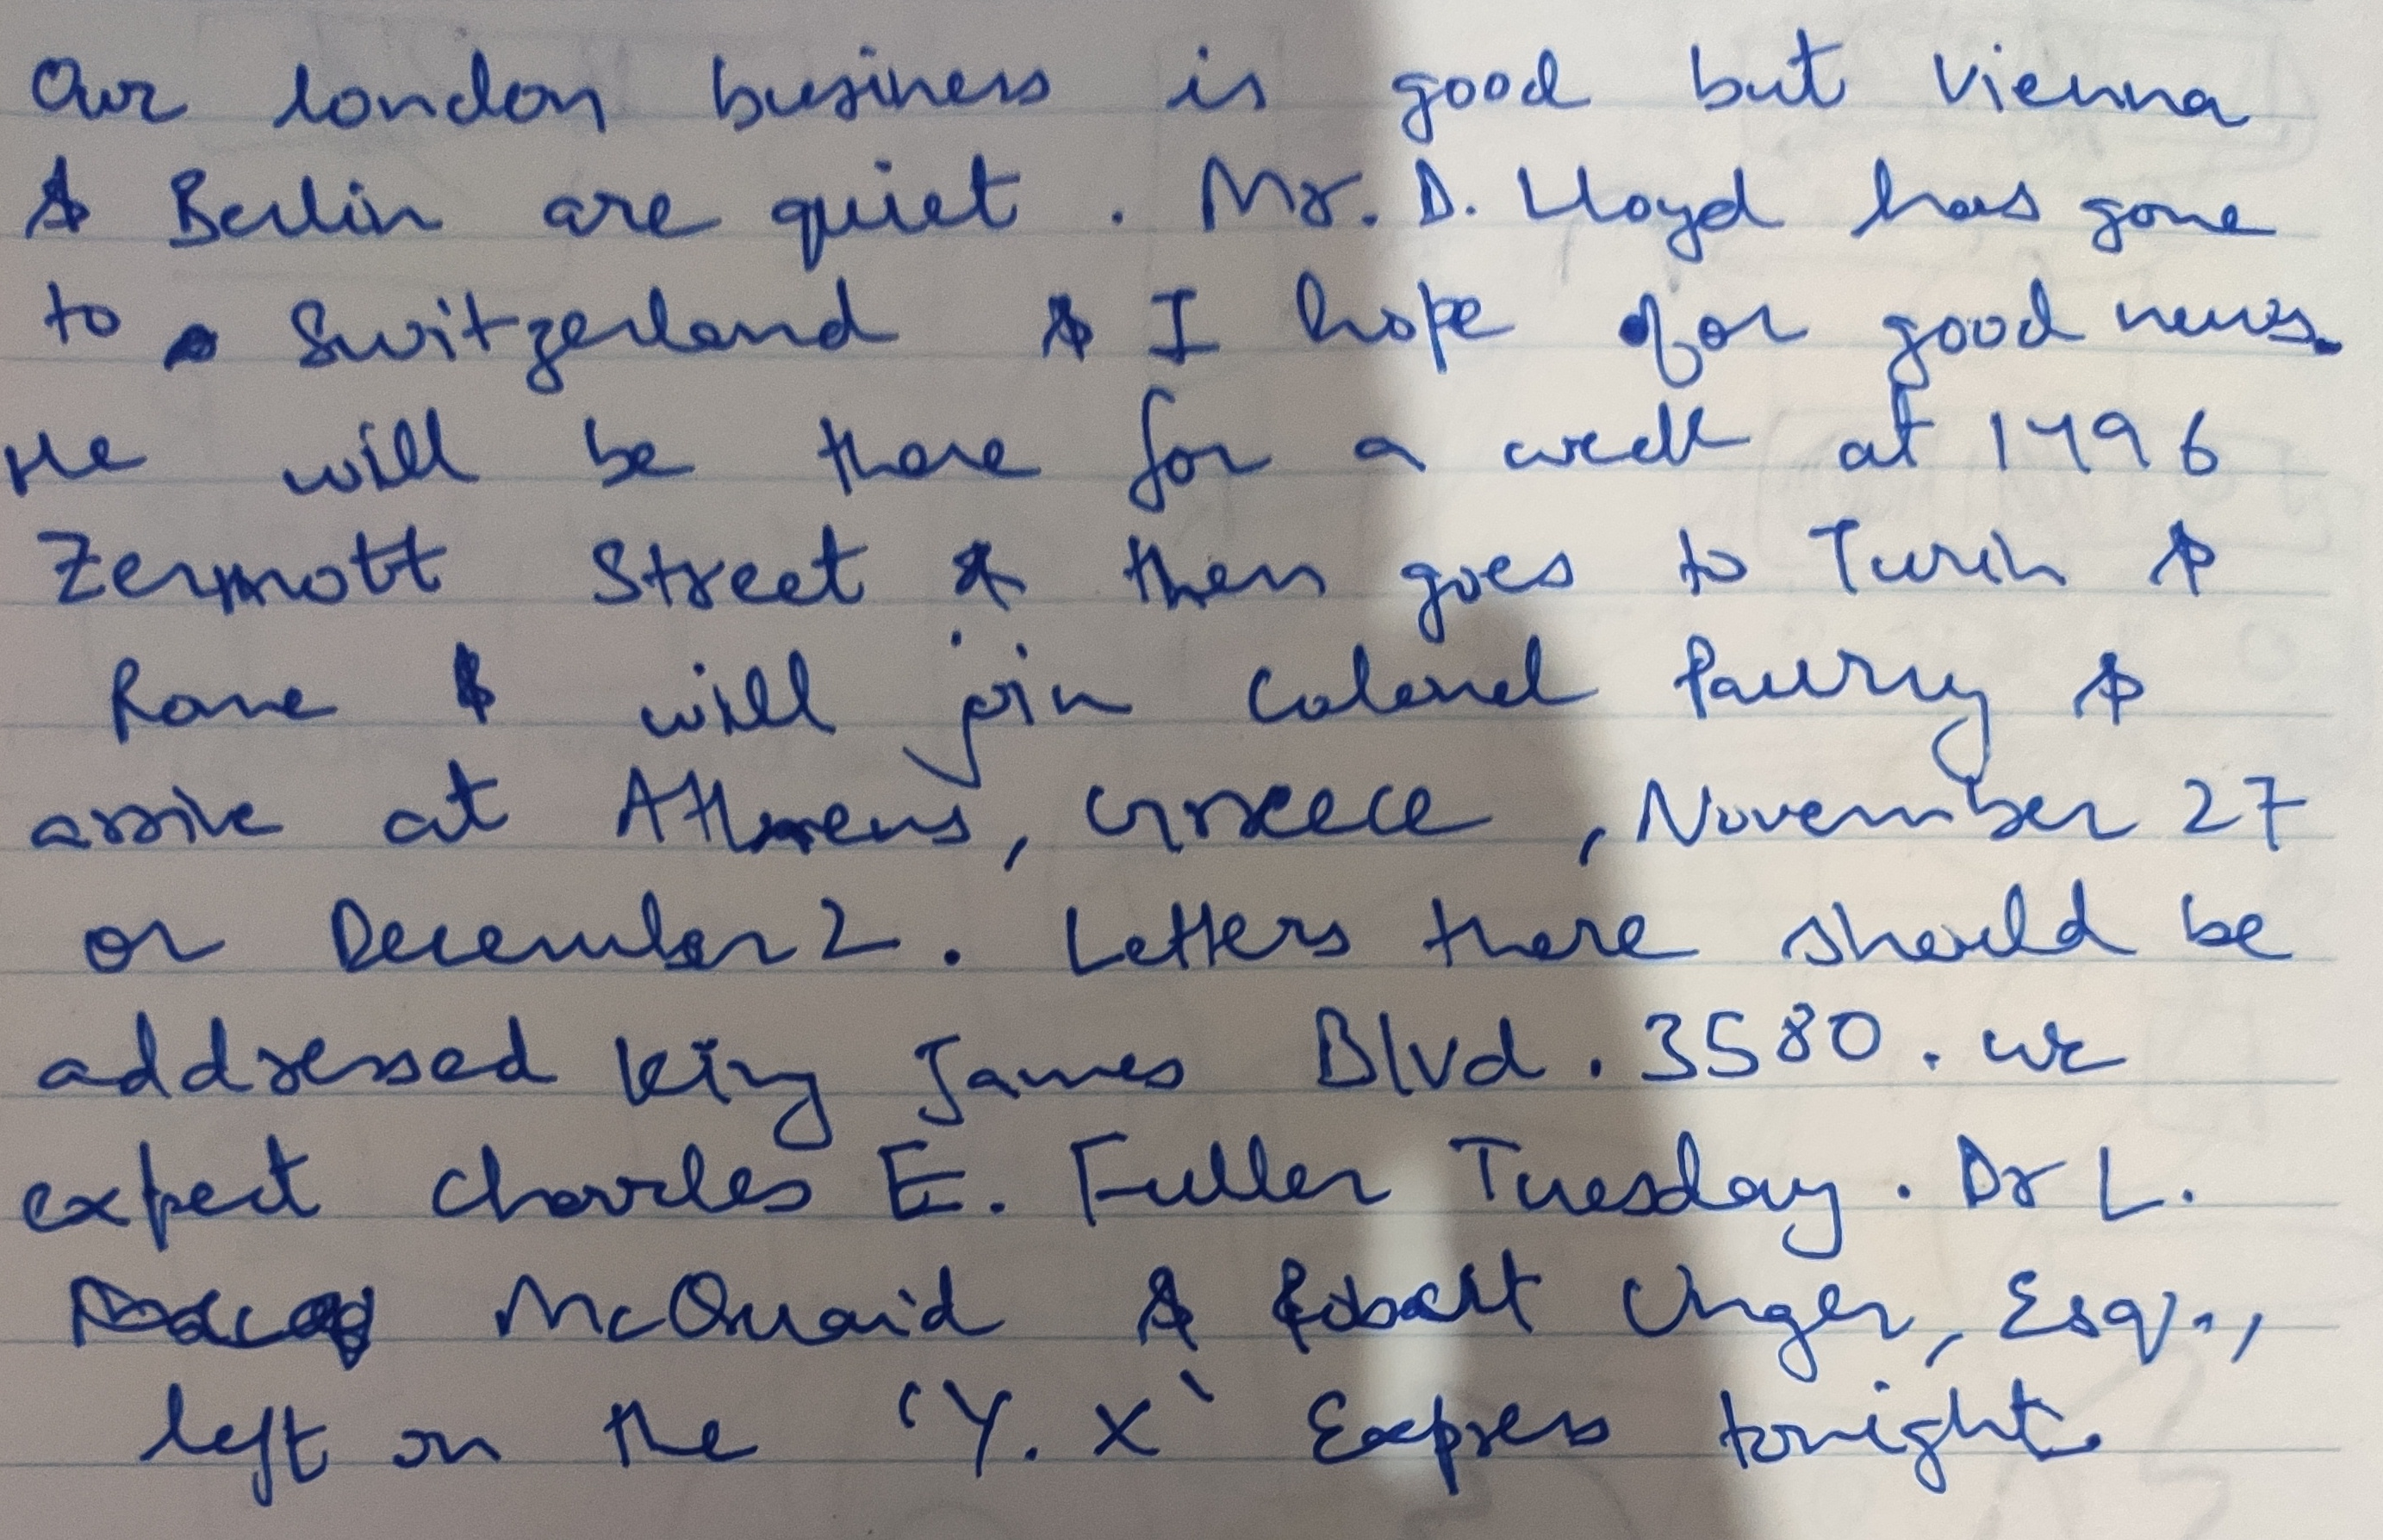 Our london business is good but Vienna
& Berlin are quiet. Mr. D. Lloyd has gone
to Switzerland & I hope for good news.
He will be there for a week at 1496
Zermott Street & then goes to Turin &
Rome & will join Colonel Parry &
arrive at Athens, Greece, November 27
or December 2. Letters there should be
addressed King James Blvd. 3580. We
expect Charles E. Fuller Tuesday. Dr L.
McQuaid & Robert Unger, Esq.,
left on the 'Y. X' Express tonight.